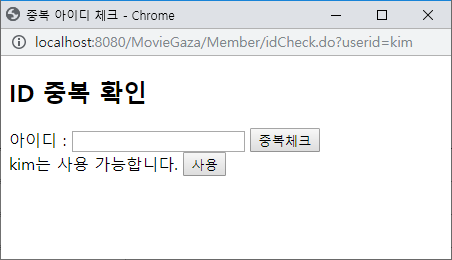 중복 아이디 체크 - Chrome
localhost:8080/MovieGaza/Member/idCheck.do?userid=kim
ID 중복 확인
아이디 : 중복체크
kim는 사용 가능합니다. 사용